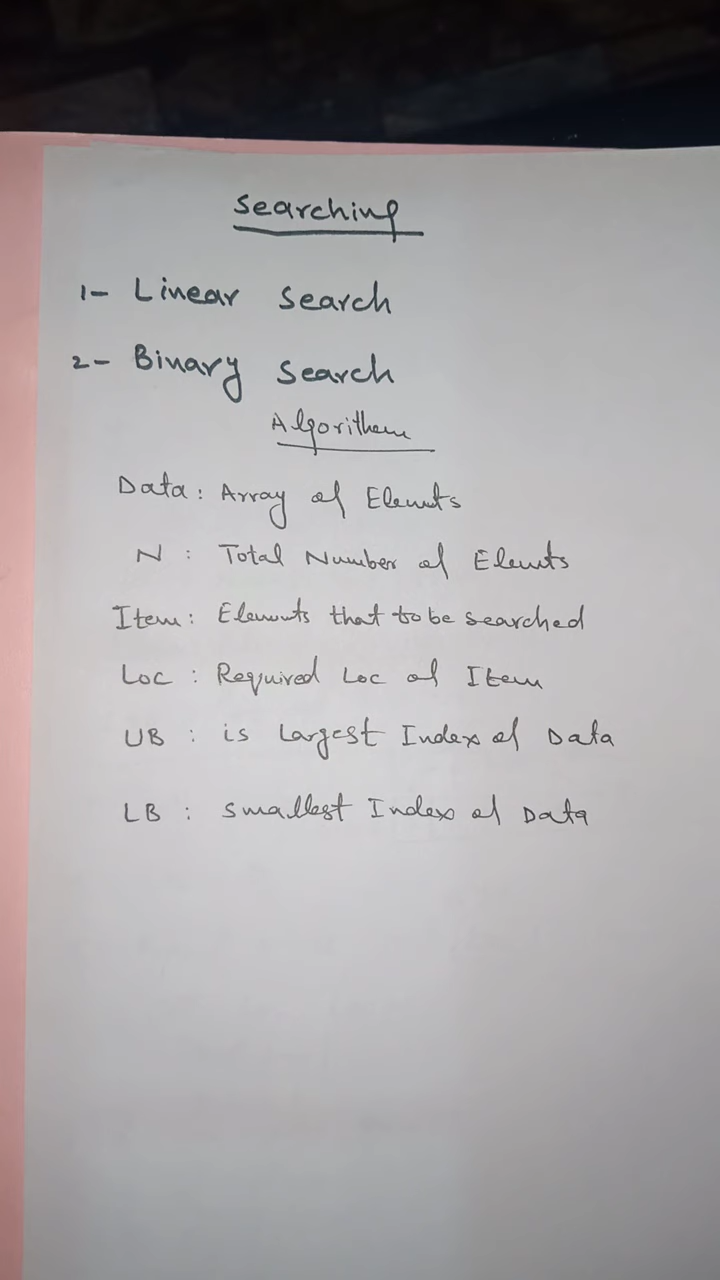 Searching
1- Linear Search
2- Binary Search
Algorithem
Data: Array of Elements
N : Total Number of Elements
Item: Elements that to be searched
Loc : Required Loc of Item
UB : is Largest Index of Data
LB : Smallest Index of Data